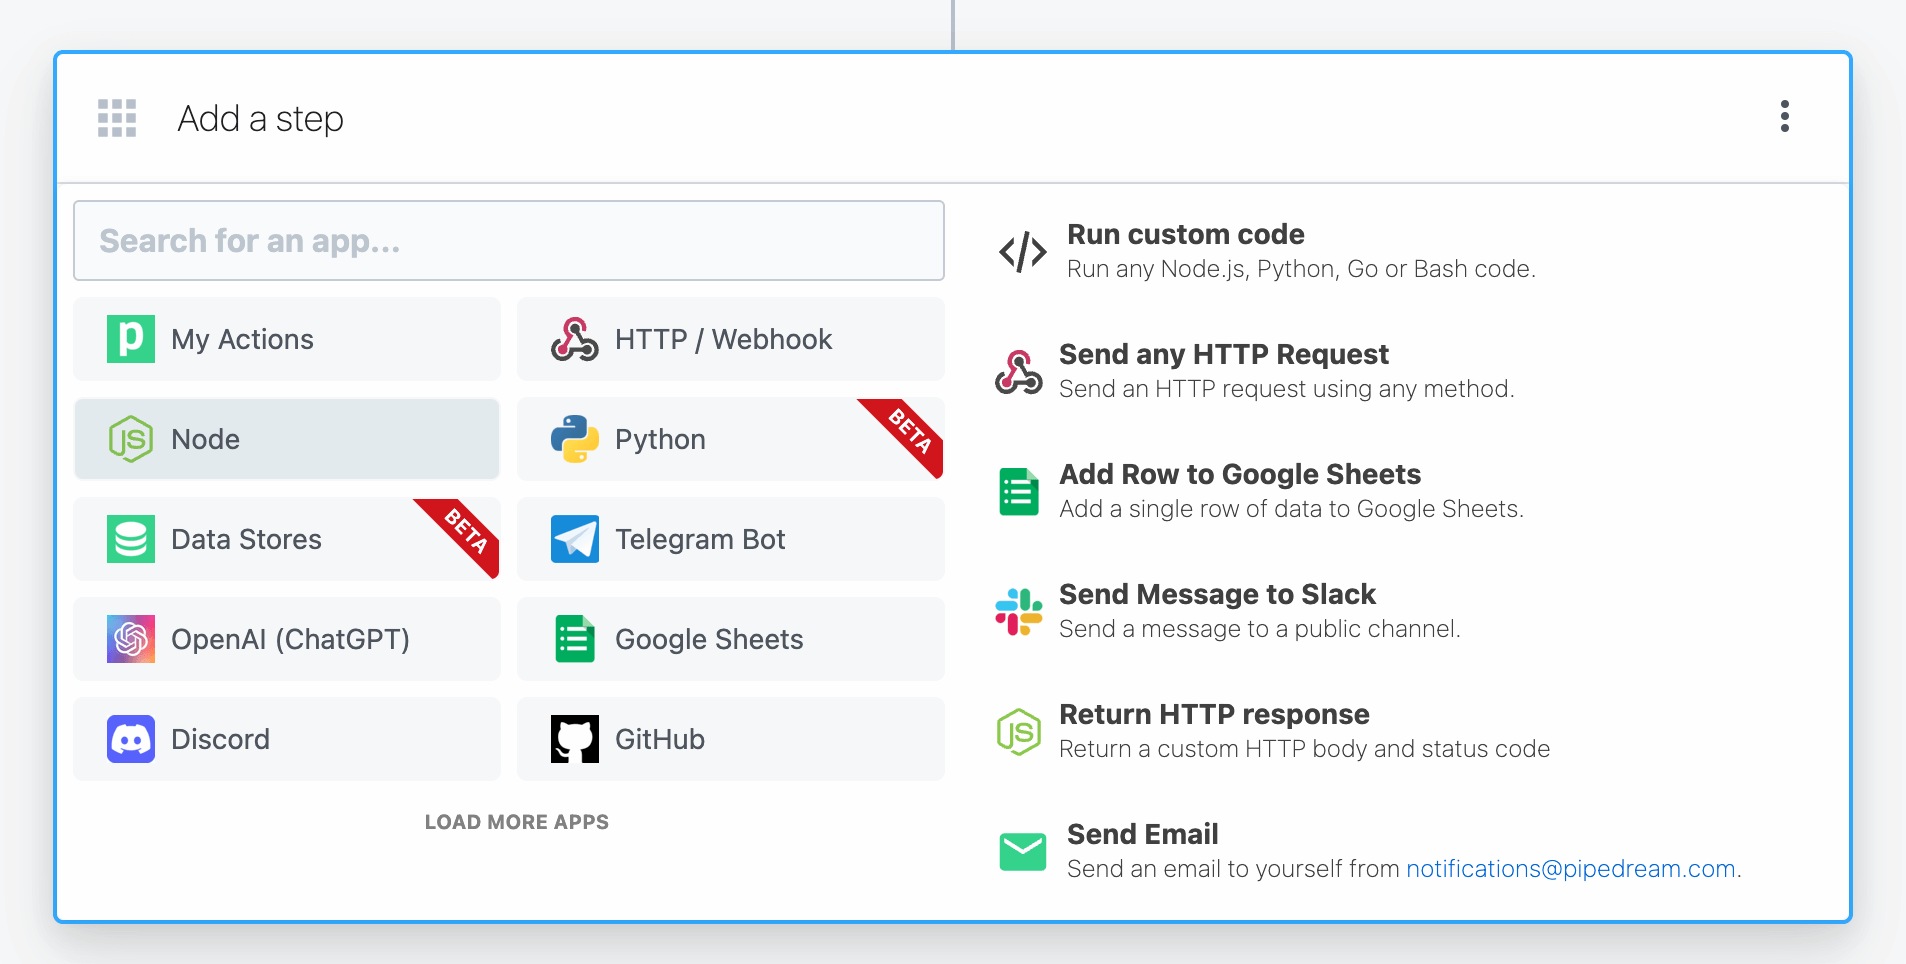 Add a step
Search for an app...
My Actions
HTTP / Webhook
Node
Python
BETA
Data Stores
BETA
Telegram Bot
OpenAI (ChatGPT)
Google Sheets
Discord
GitHub
LOAD MORE APPS
Run custom code
Run any Node.js, Python, Go or Bash code.
Send any HTTP Request
Send an HTTP request using any method.
Add Row to Google Sheets
Add a single row of data to Google Sheets.
Send Message to Slack
Send a message to a public channel.
Return HTTP response
Return a custom HTTP body and status code
Send Email
Send an email to yourself from notifications@pipedream.com.